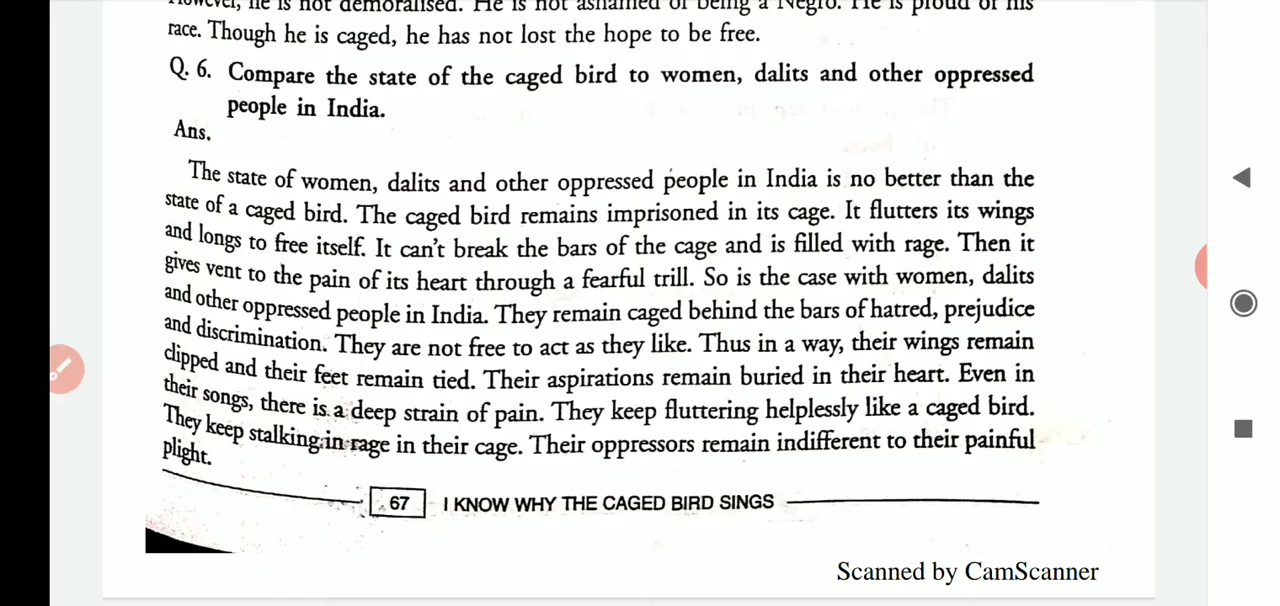 However, he is not demoralised. He is not ashamed of being a Negro. He is proud of his
race. Though he is caged, he has not lost the hope to be free.
Q. 6. Compare the state of the caged bird to women, dalits and other oppressed
people in India.
Ans.
The state of women, dalits and other oppressed people in India is no better than the
state of a caged bird. The caged bird remains imprisoned in its cage. It flutters its wings
and longs to free itself. It can't break the bars of the cage and is filled with rage. Then it
gives vent to the pain of its heart through a fearful trill. So is the case with women, dalits
and other oppressed people in India. They remain caged behind the bars of hatred, prejudice
and discrimination. They are not free to act as they like. Thus in a way, their wings remain
clipped and their feet remain tied. Their aspirations remain buried in their heart. Even in
their songs, there is a deep strain of pain. They keep fluttering helplessly like a caged bird.
They keep stalking in rage in their cage. Their oppressors remain indifferent to their painful
plight.
67 I KNOW WHY THE CAGED BIRD SINGS
Scanned by CamScanner